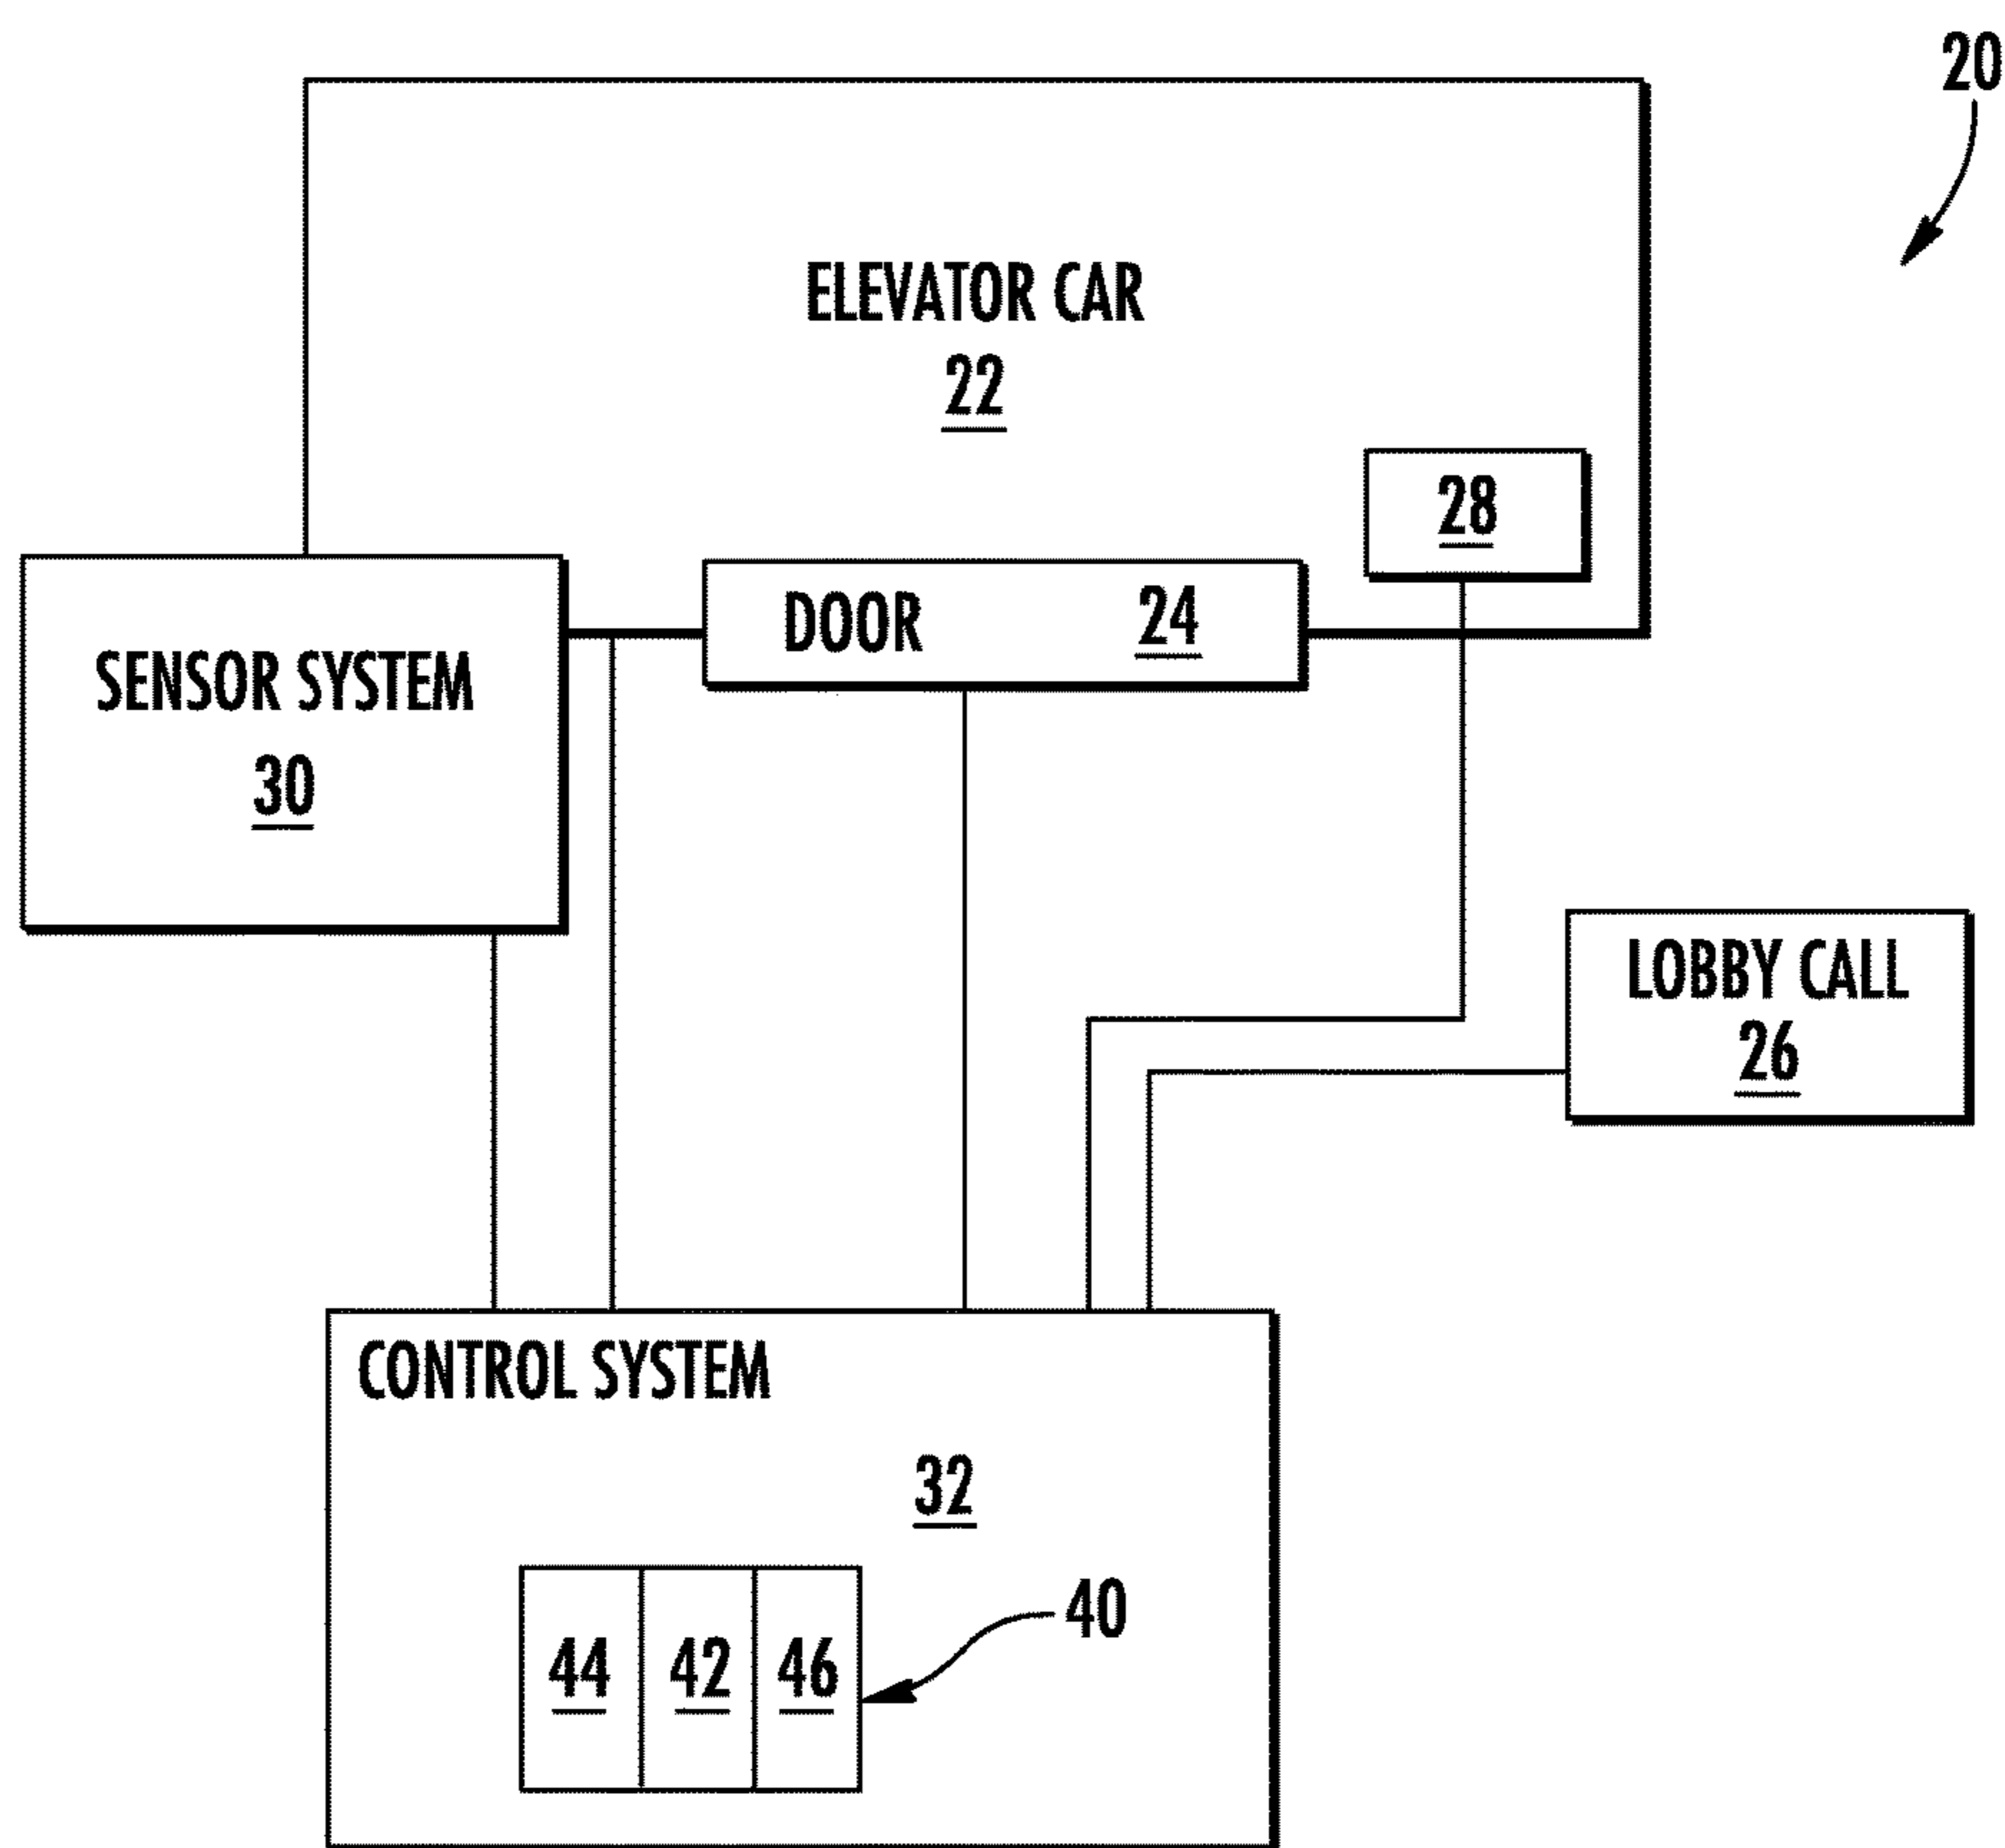 20
ELEVATOR CAR
22
28
DOOR 24
SENSOR SYSTEM
30
LOBBY CALL
26
CONTROL SYSTEM
32
40
44 42 46